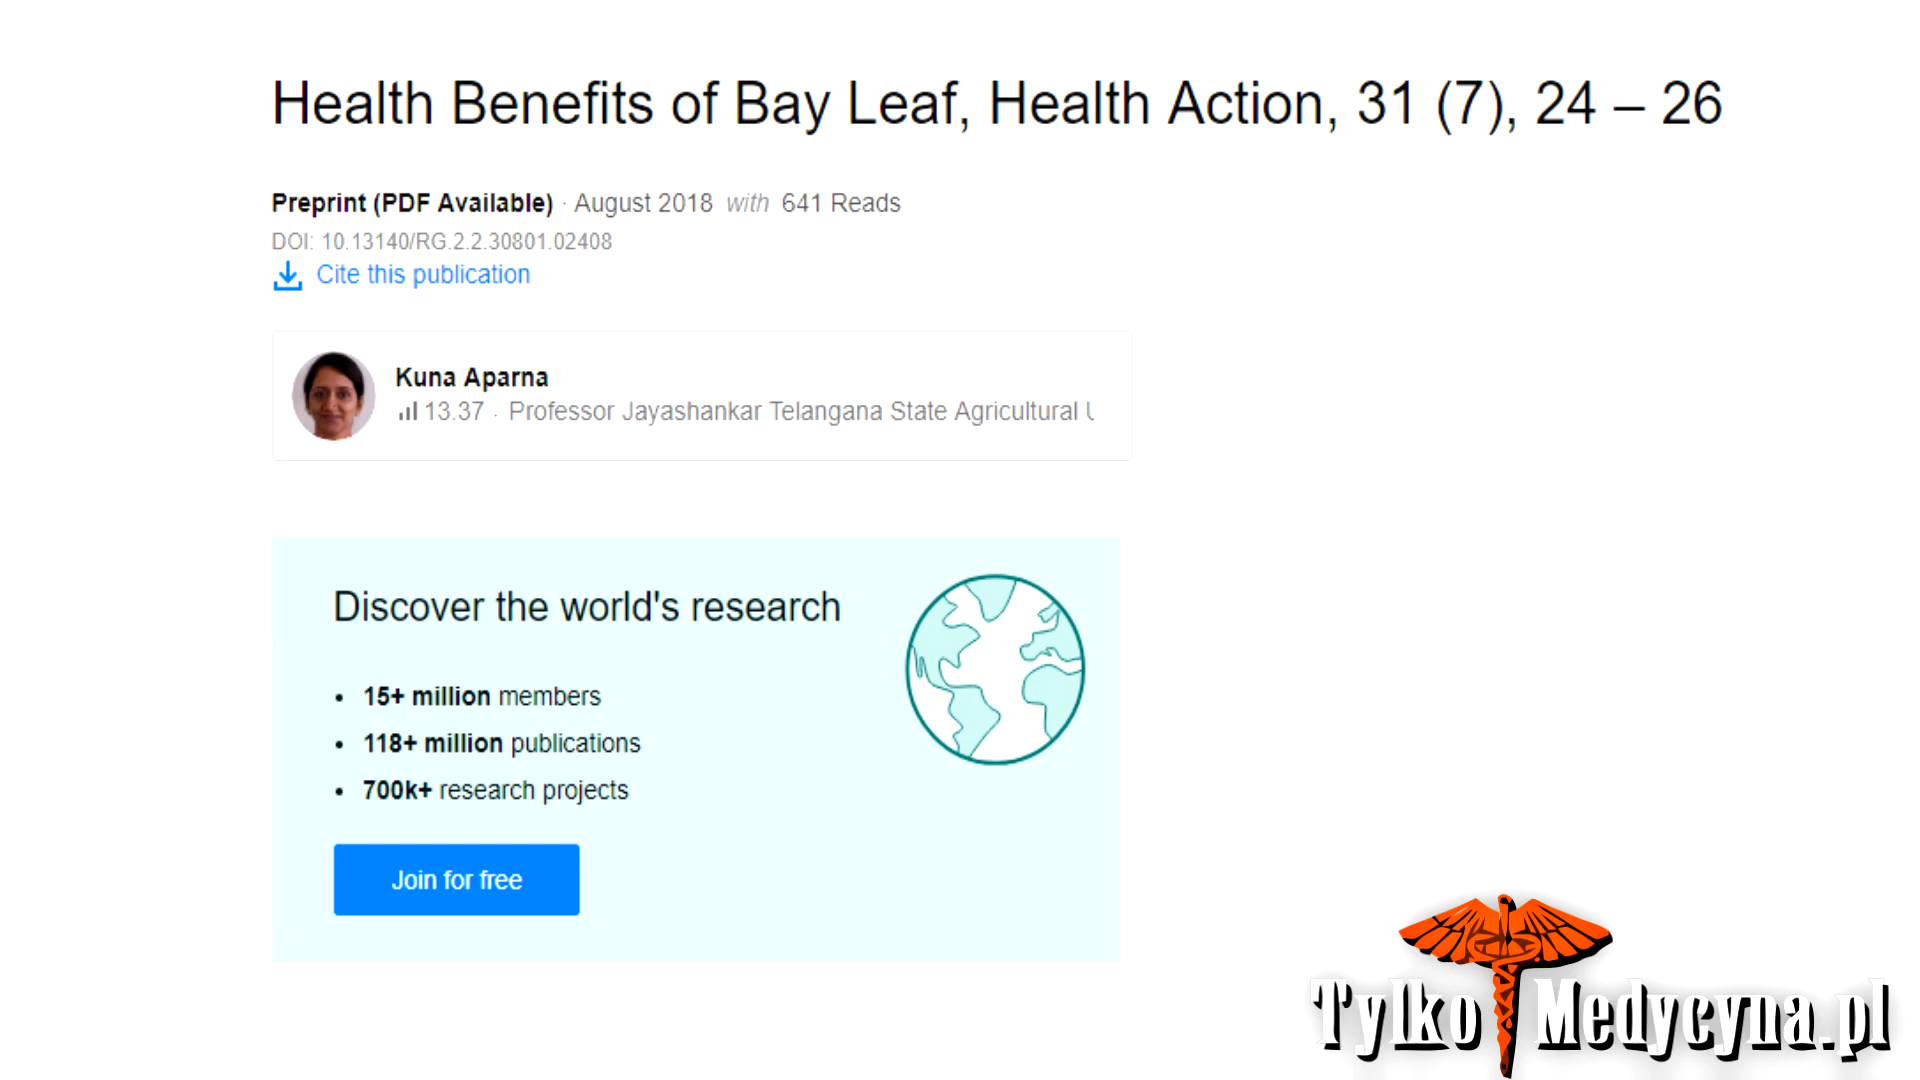 Health Benefits of Bay Leaf, Health Action, 31 (7), 24 – 26
Preprint (PDF Available) · August 2018 with 641 Reads
DOI: 10.13140/RG.2.2.30801.02408
Cite this publication
Kuna Aparna
13.37 · Professor Jayashankar Telangana State Agricultural
Discover the world's research
• 15+ million members
• 118+ million publications
• 700k+ research projects
Join for free
Tylko Medycyna.pl